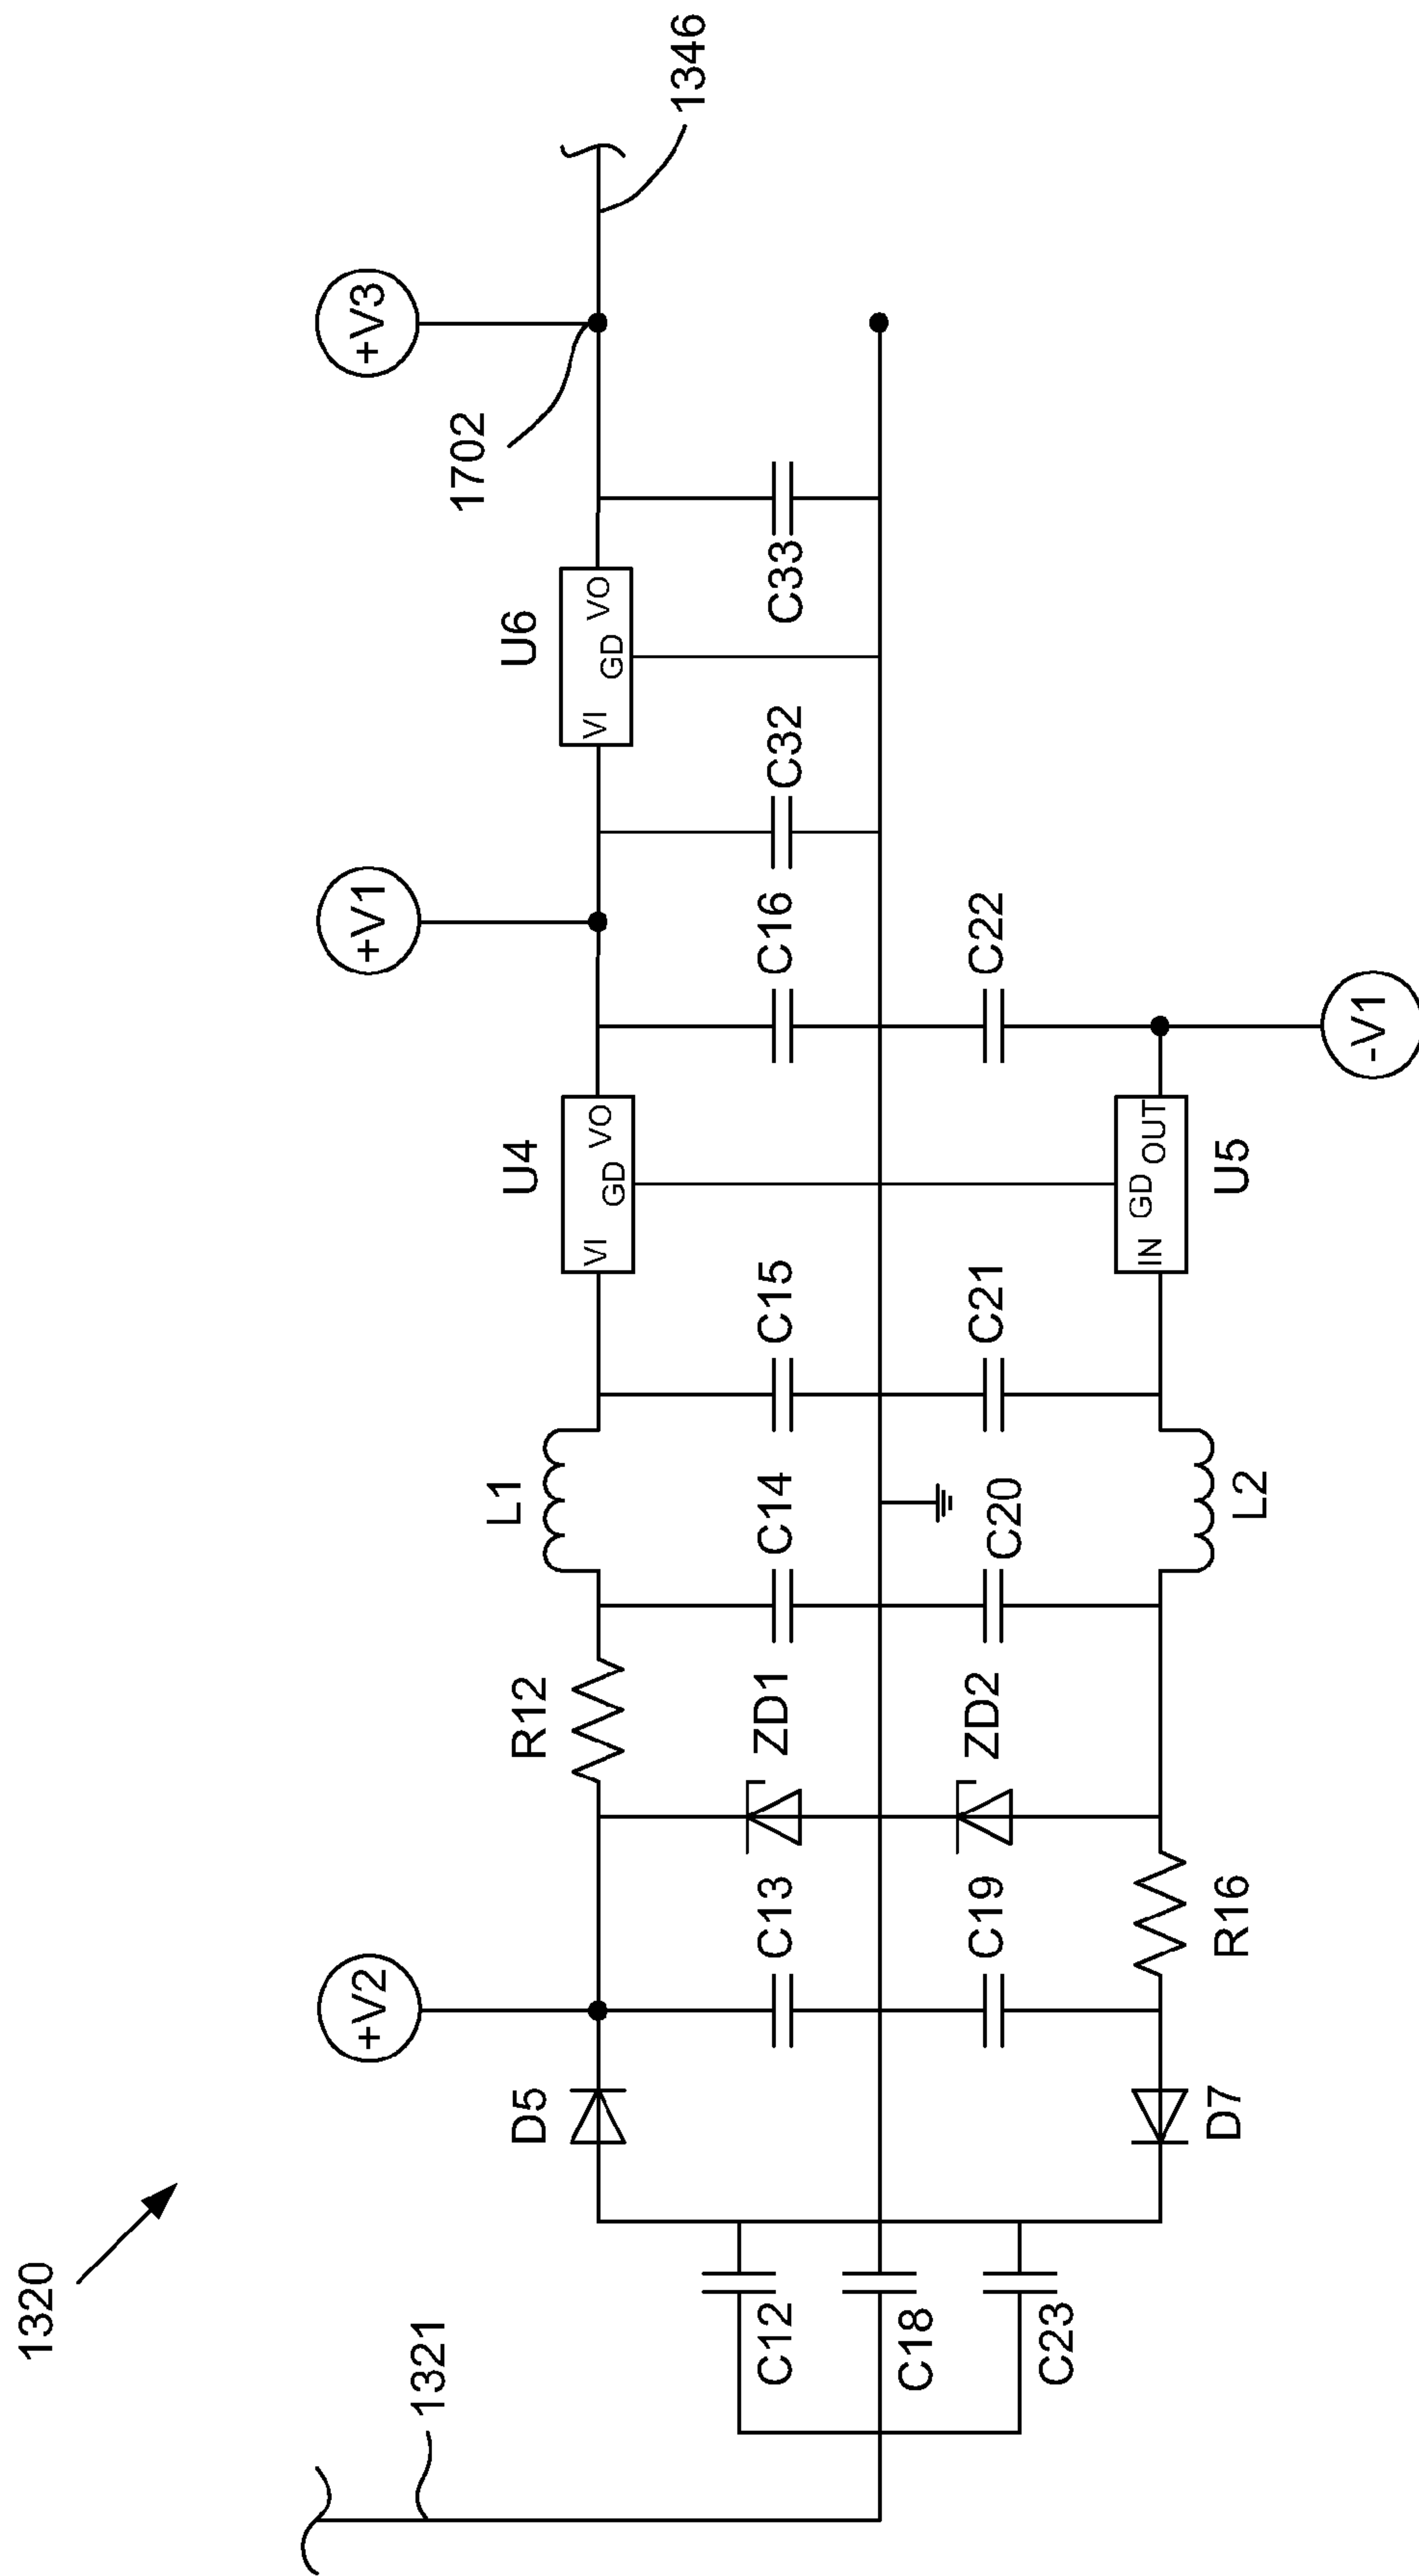 1320
1321
+V2
+V1
+V3
1702
1346
D5
R12
L1
U4
VI
GD
VO
U6
VI
GD
VO
C12
C13
ZD1
C14
C15
C16
C32
C33
C18
C23
C19
ZD2
C20
C21
C22
D7
R16
L2
IN
GD
OUT
U5
-V1